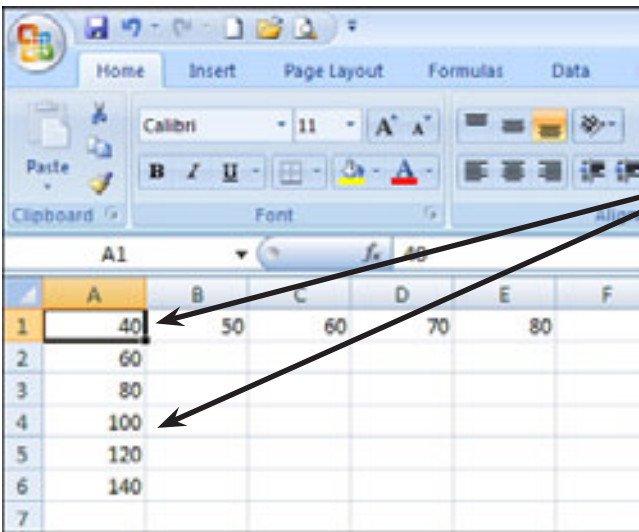 Home Insert Page Layout Formulas Data
Paste
Calibri 11 A A
B I U A
Clipboard Font
A1 fx 40
A B C D E F
1 40 50 60 70 80
2 60
3 80
4 100
5 120
6 140
7